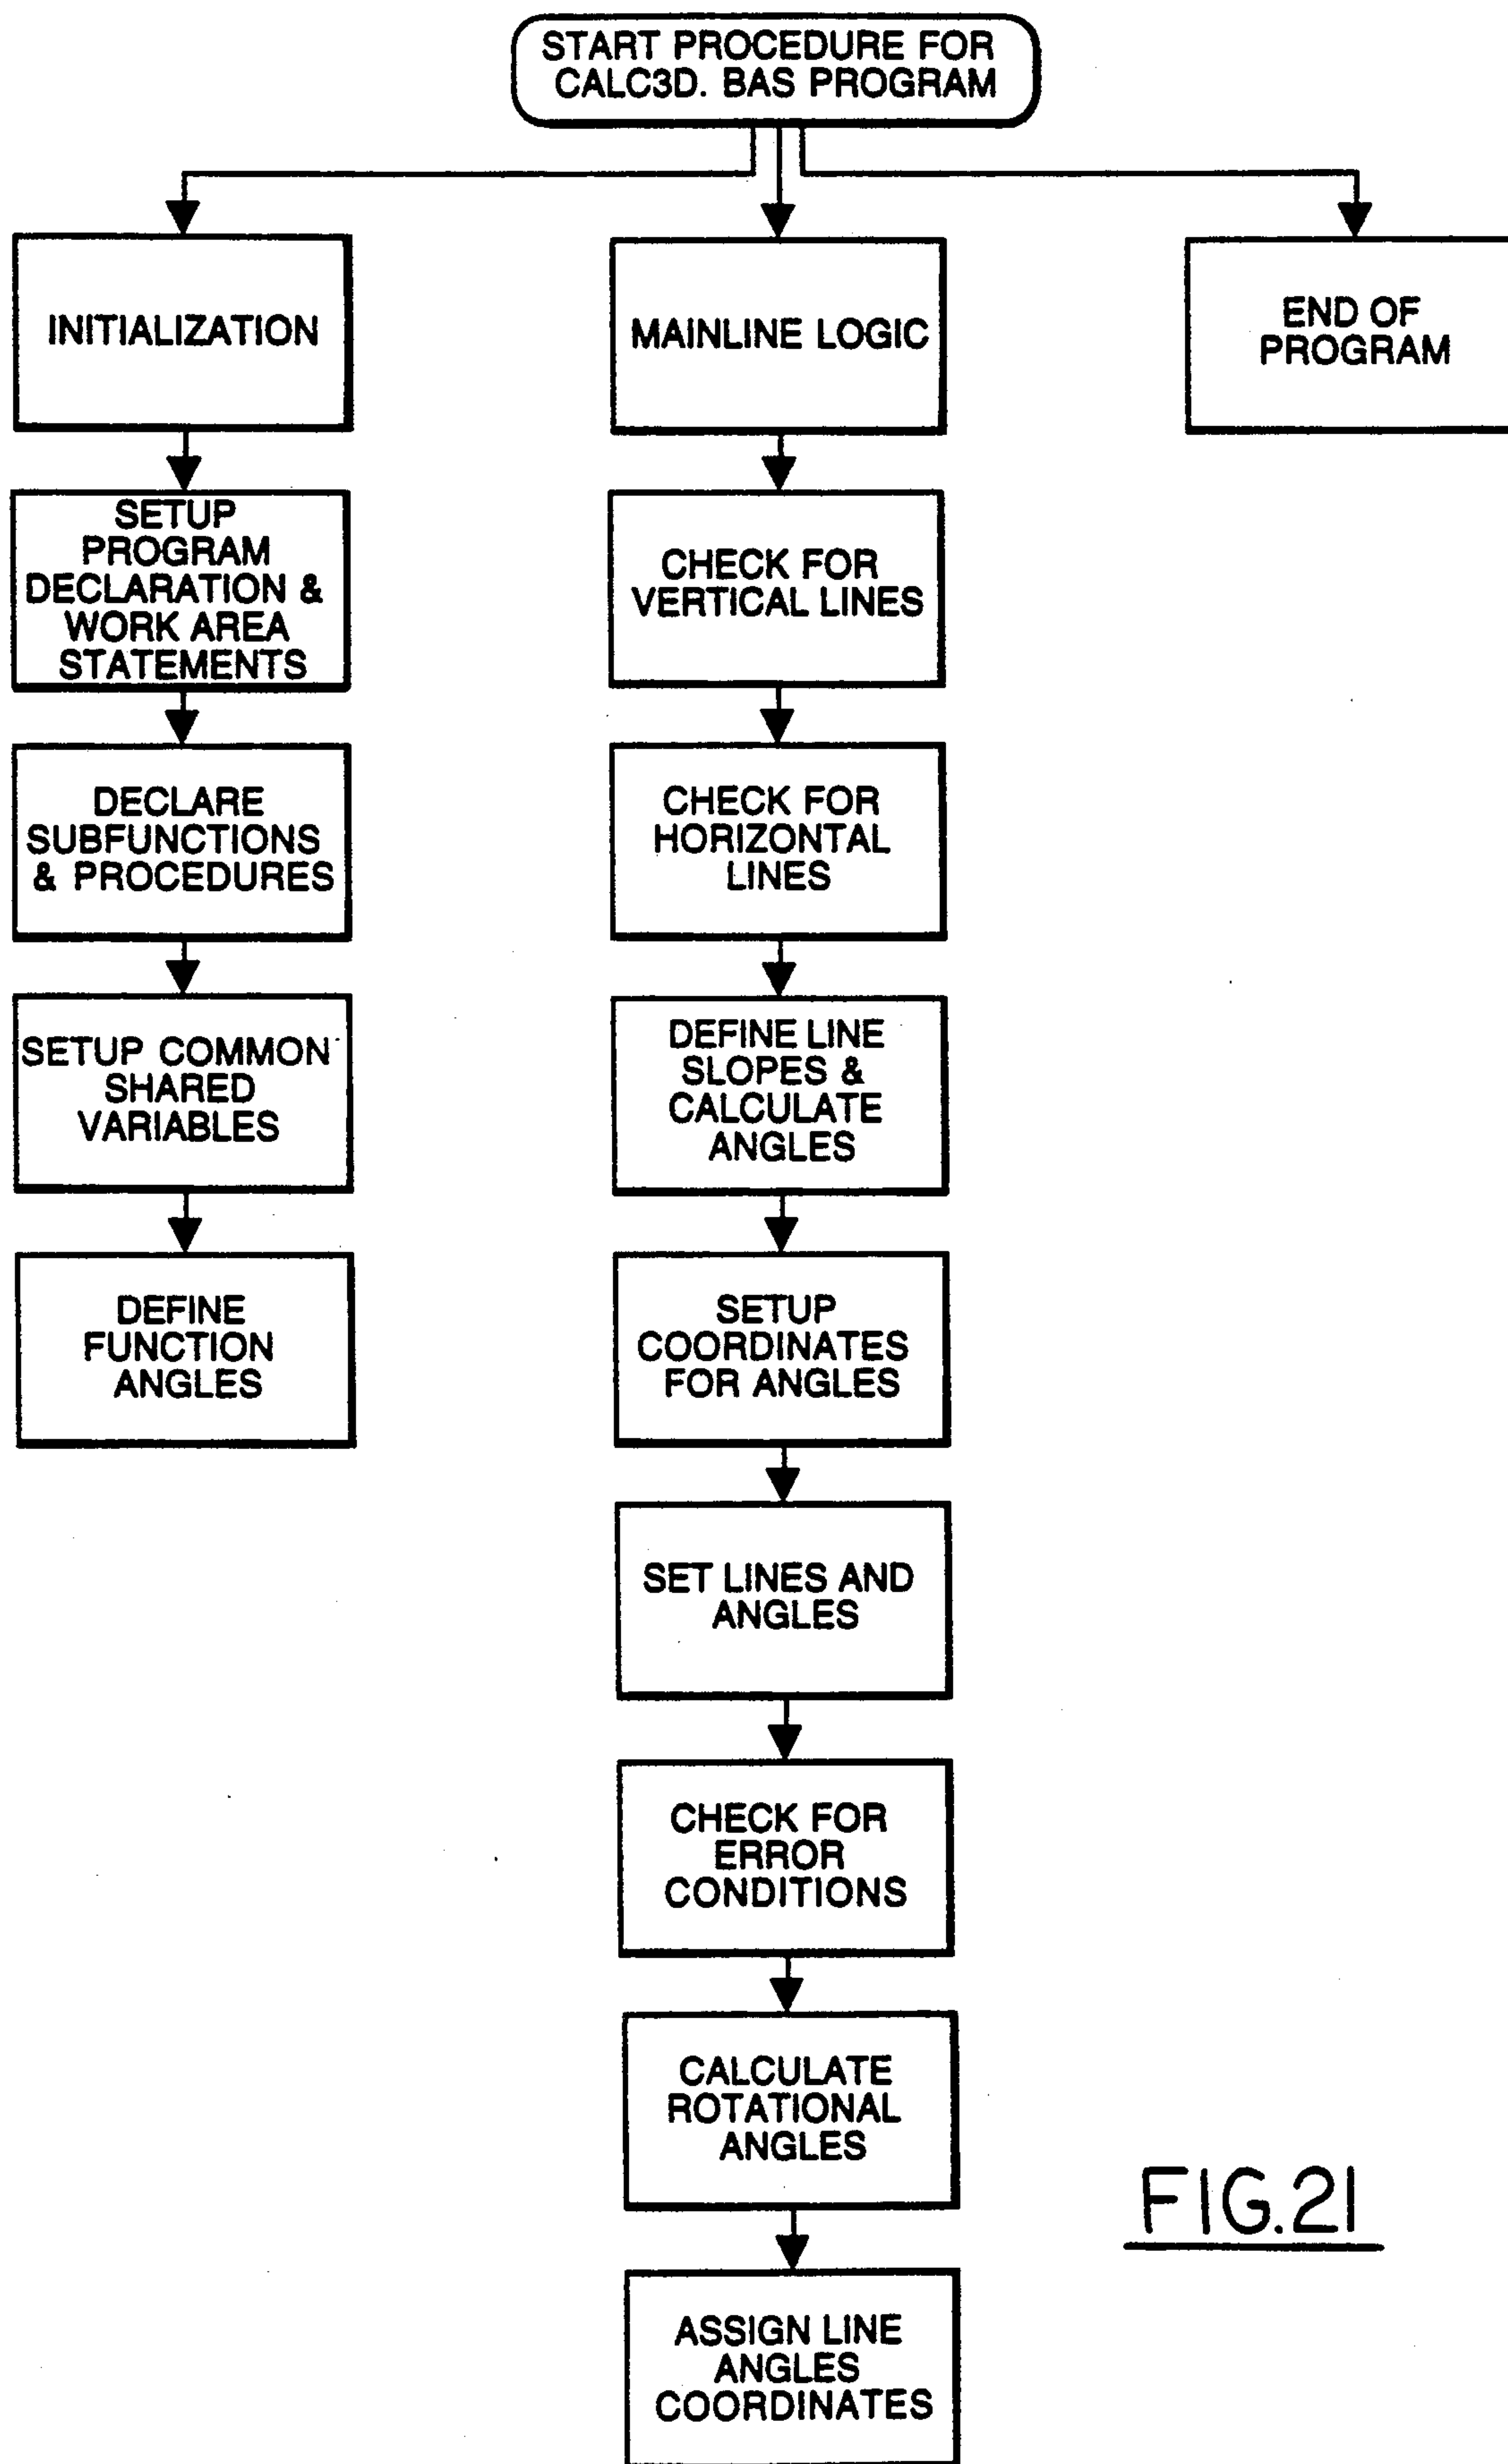 START PROCEDURE FOR
CALC3D. BAS PROGRAM
INITIALIZATION
SETUP
PROGRAM
DECLARATION &
WORK AREA
STATEMENTS
DECLARE
SUBFUNCTIONS
& PROCEDURES
SETUP COMMON
SHARED
VARIABLES
DEFINE
FUNCTION
ANGLES
MAINLINE LOGIC
CHECK FOR
VERTICAL LINES
CHECK FOR
HORIZONTAL
LINES
DEFINE LINE
SLOPES &
CALCULATE
ANGLES
SETUP
COORDINATES
FOR ANGLES
SET LINES AND
ANGLES
CHECK FOR
ERROR
CONDITIONS
CALCULATE
ROTATIONAL
ANGLES
ASSIGN LINE
ANGLES
COORDINATES
END OF
PROGRAM
FIG.21